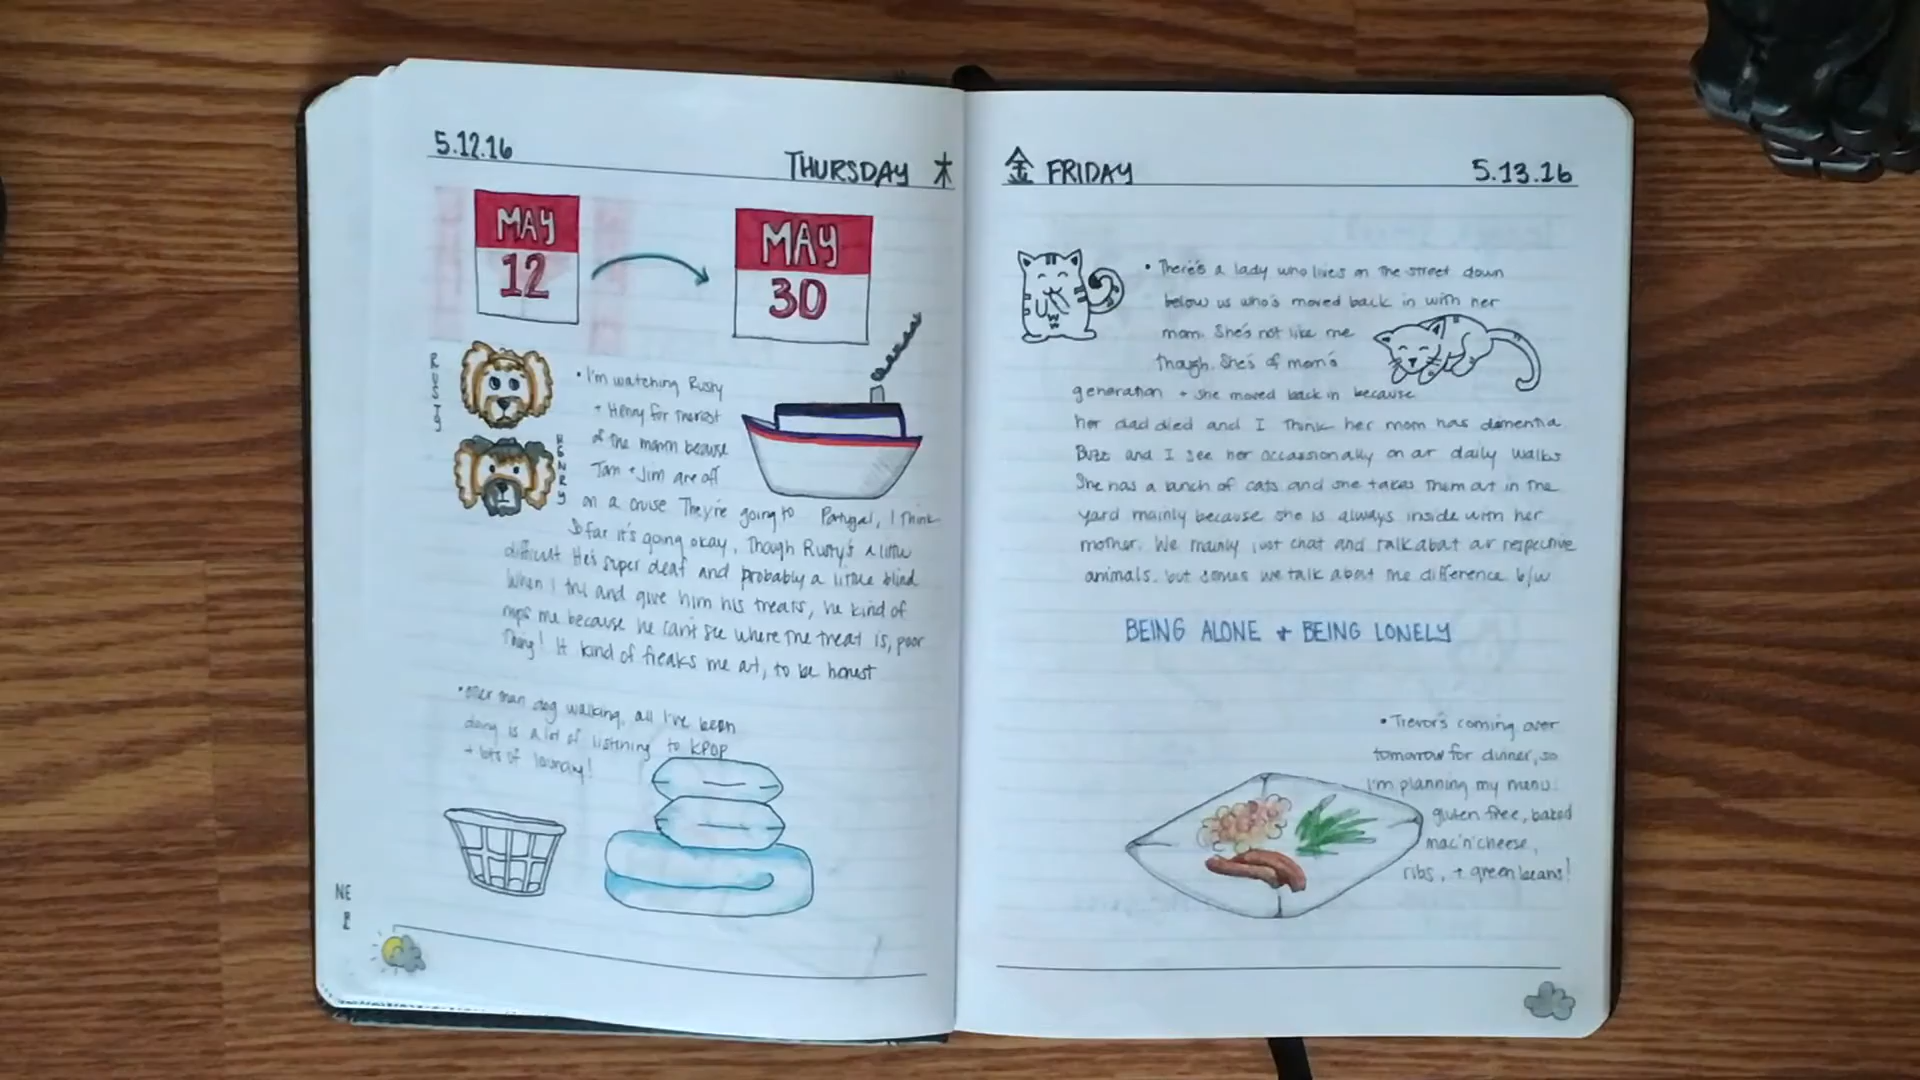 5.12.16
THURSDAY 木
MAY
12
MAY
30
RUSTY
HENRY
• I'm watching Rusty
+ Henry for the rest
of the month because
Tam + Jim are off
on a cruise They're going to Portugal, I think
So far it's going okay, Though Rusty's a little
difficult He's super deaf and probably a little blind
When I try and give him his treats, he kind of
nips me because he can't see where the treat is, poor
Thing! It kind of freaks me out, to be honest
• other than dog walking, all I've been
doing is a lot of listening to KPOP
+ lots of laundry!
NE
金 FRIDAY
5.13.16
• There's a lady who lives on the street down
below us who's moved back in with her
mom. She's not like me
though. She's of mom's
generation + she moved back in because
her dad died and I think her mom has dementia.
Buzz and I see her occassionally on our daily walks
She has a bunch of cats and she takes them out in the
yard mainly because she is always inside with her
mother. We mainly just chat and talk about our respective
animals, but we talk about the difference b/w
BEING ALONE + BEING LONELY
• Trevor's coming over
tomorrow for dinner, so
I'm planning my menu:
gluten free, baked
mac'n'cheese,
ribs, + green beans!